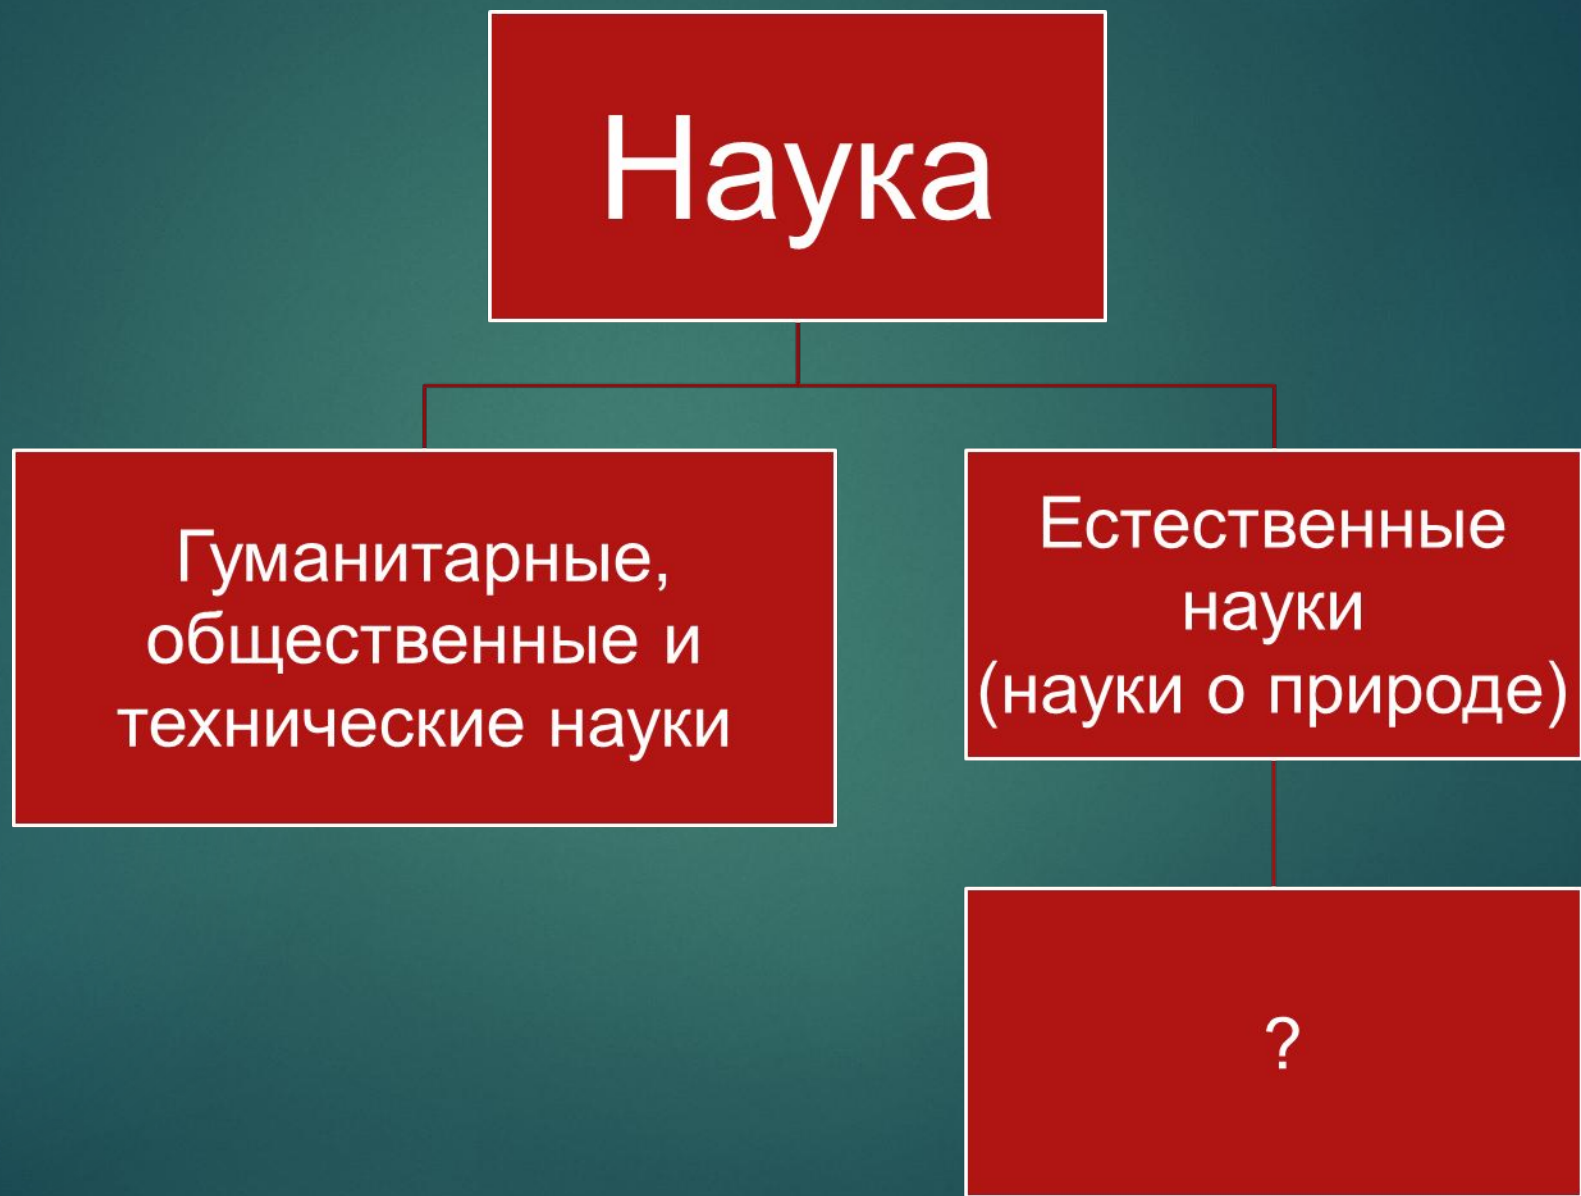 Наука
Гуманитарные,
общественные и
технические науки
Естественные
науки
(науки о природе)
?